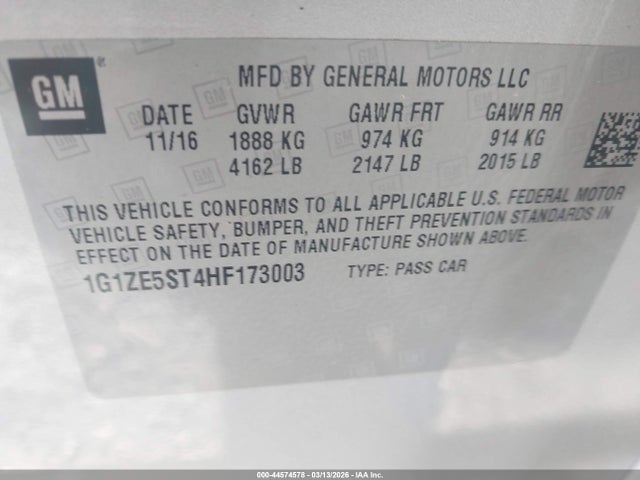 GM ®
MFD BY GENERAL MOTORS LLC
DATE GVWR GAWR FRT GAWR RR
11/16 1888 KG 974 KG 914 KG
4162 LB 2147 LB 2015 LB
THIS VEHICLE CONFORMS TO ALL APPLICABLE U.S. FEDERAL MOTOR
VEHICLE SAFETY, BUMPER, AND THEFT PREVENTION STANDARDS IN
EFFECT ON THE DATE OF MANUFACTURE SHOWN ABOVE.
1G1ZE5ST4HF173003 TYPE: PASS CAR
000-44574578 | 03/13/2026 | IAA Inc.